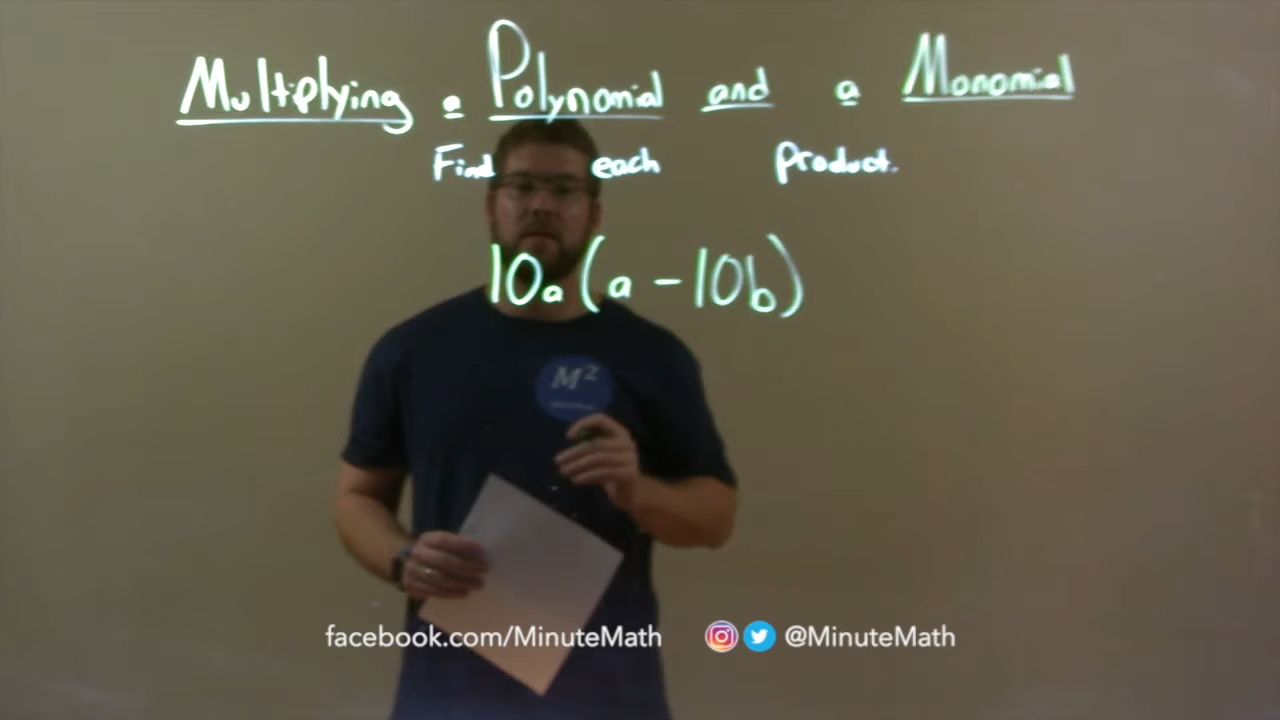 Multiplying a Polynomial and a Monomial
Find each product.
10a(a - 10b)
M²
facebook.com/MinuteMath @MinuteMath